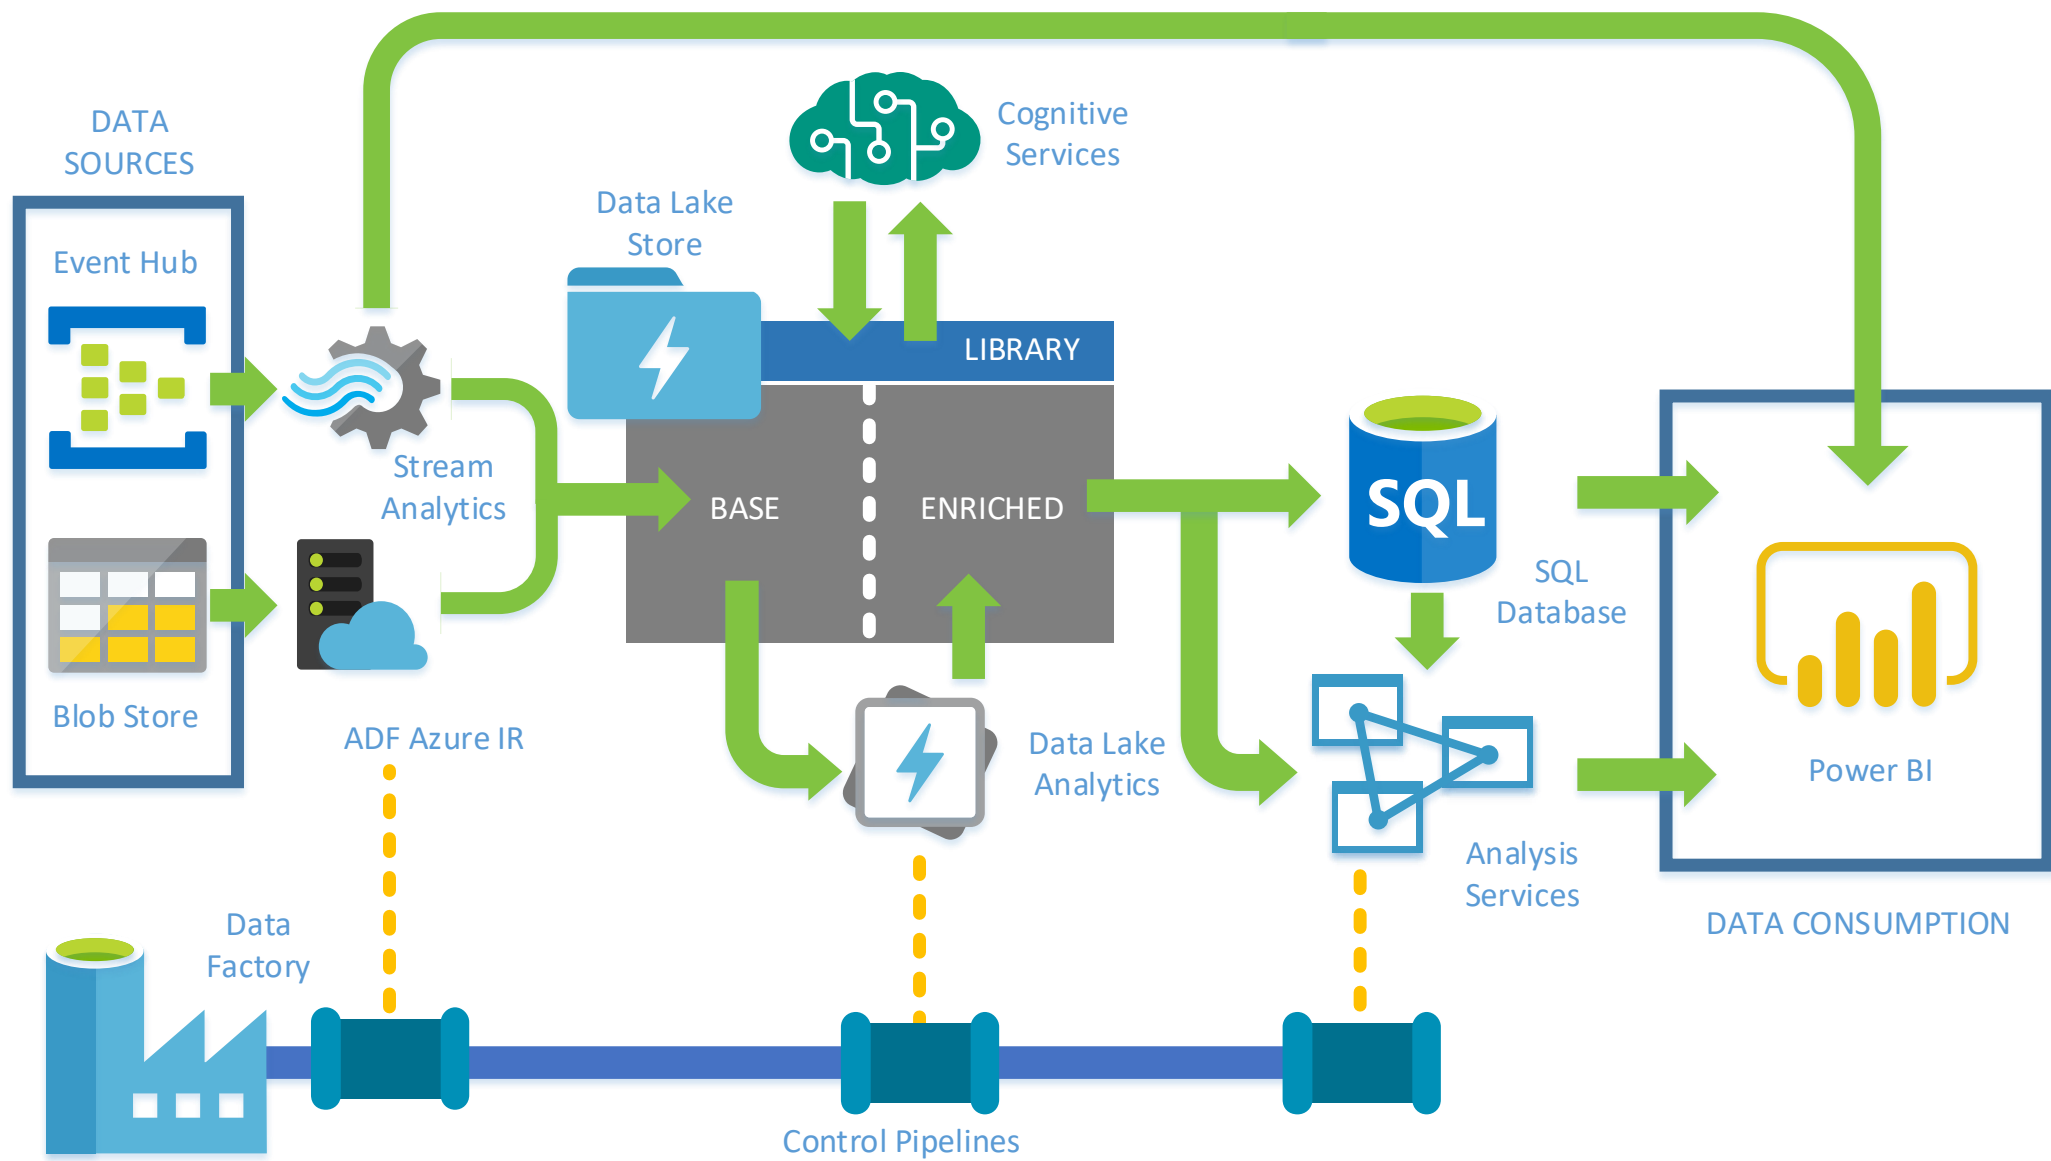 DATA
SOURCES
Event Hub
Blob Store
Stream
Analytics
ADF Azure IR
Data Lake
Store
Cognitive
Services
LIBRARY
BASE
ENRICHED
Data Lake
Analytics
SQL
SQL
Database
Analysis
Services
Power BI
DATA CONSUMPTION
Data
Factory
Control Pipelines